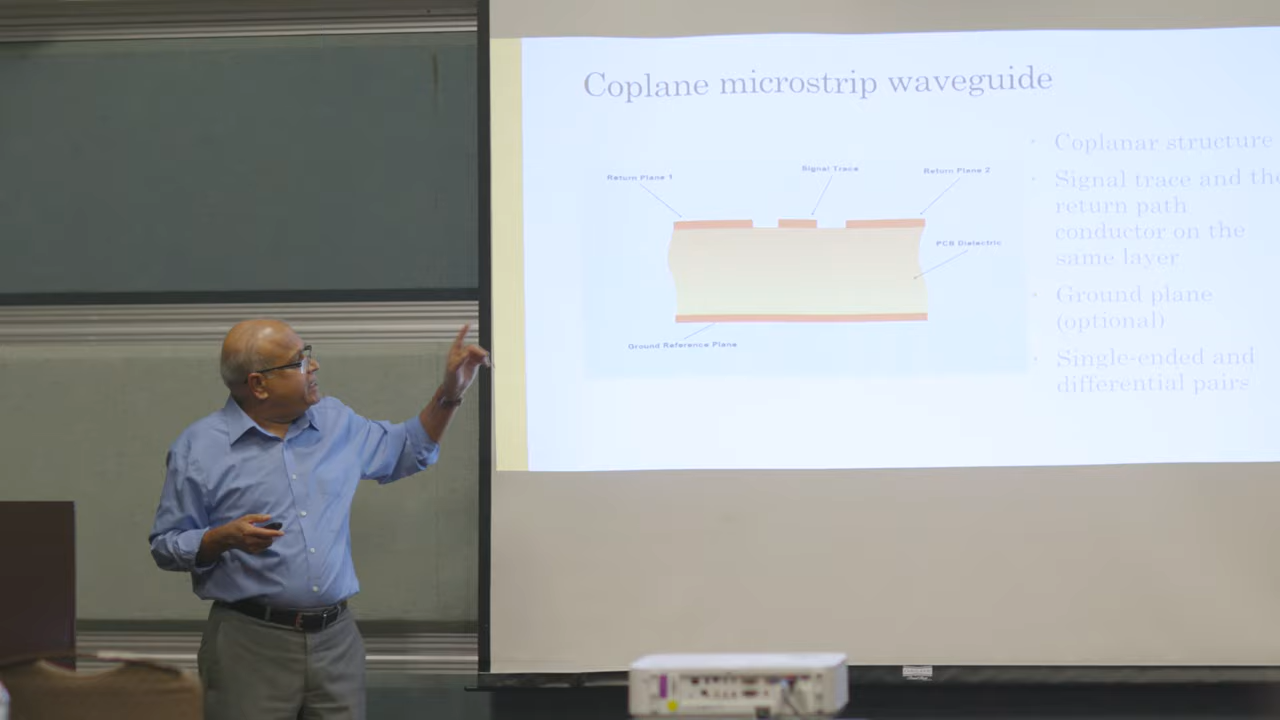 Coplane microstrip waveguide
Return Plane 1
Signal Trace
Return Plane 2
PCB Dielectric
Ground Reference Plane
• Coplanar structure
• Signal trace and the
return path
conductor on the
same layer
• Ground plane
(optional)
• Single-ended and
differential pairs